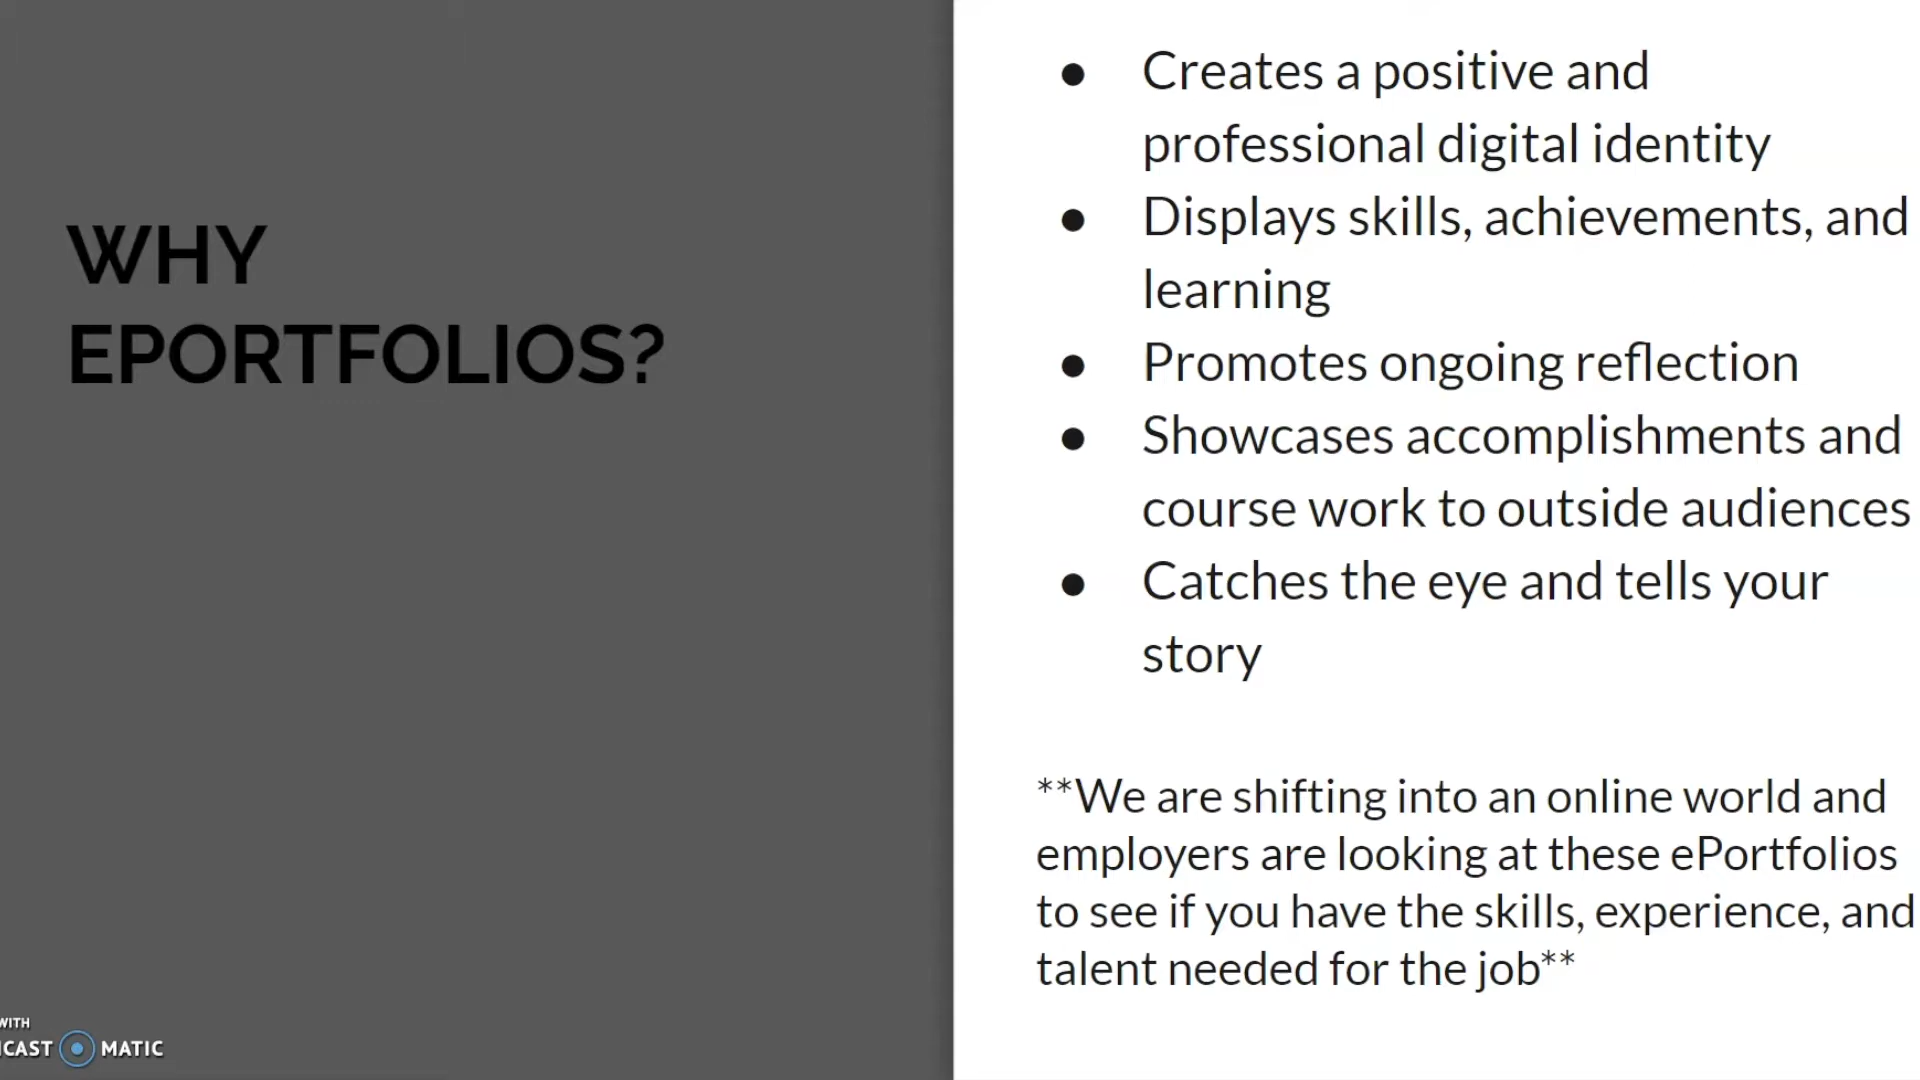 WHY
EPORTFOLIOS?
● Creates a positive and
professional digital identity
● Displays skills, achievements, and
learning
● Promotes ongoing reflection
● Showcases accomplishments and
course work to outside audiences
● Catches the eye and tells your
story
**We are shifting into an online world and
employers are looking at these ePortfolios
to see if you have the skills, experience, and
talent needed for the job**
WITH
CAST MATIC